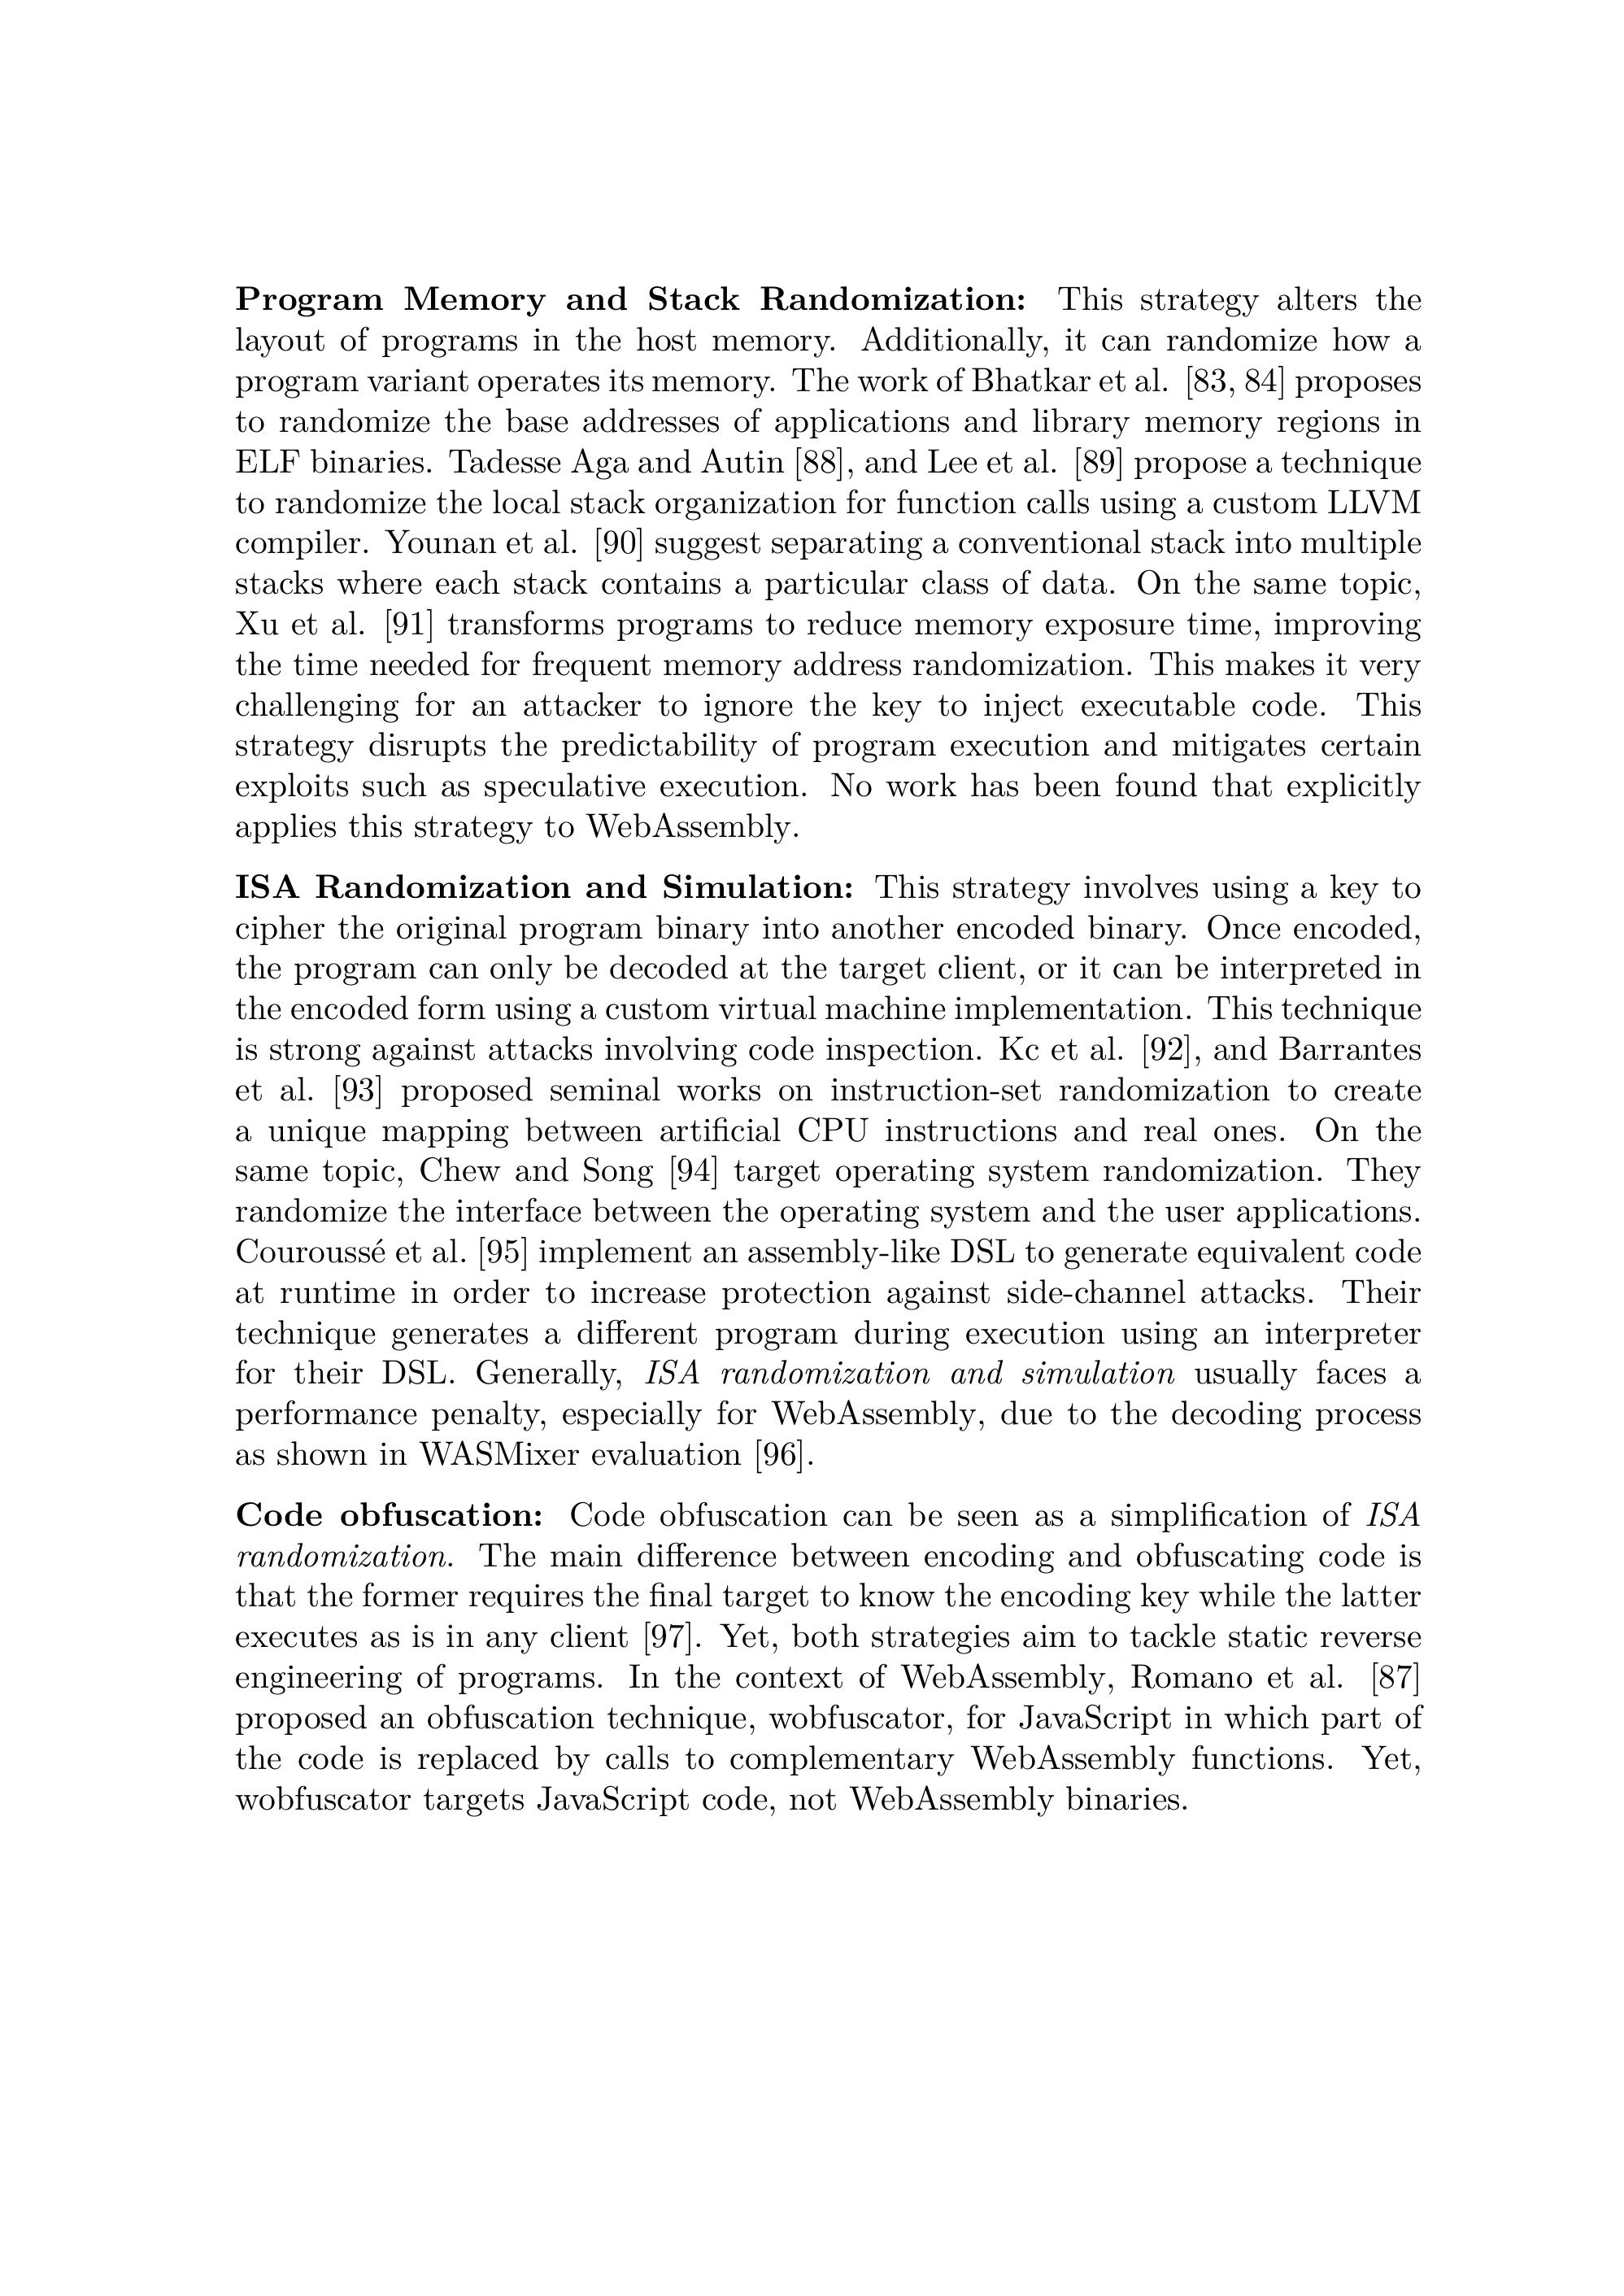 Program Memory and Stack Randomization: This strategy alters the
layout of programs in the host memory. Additionally, it can randomize how a
program variant operates its memory. The work of Bhatkar et al. [83, 84] proposes
to randomize the base addresses of applications and library memory regions in
ELF binaries. Tadesse Aga and Autin [88], and Lee et al. [89] propose a technique
to randomize the local stack organization for function calls using a custom LLVM
compiler. Younan et al. [90] suggest separating a conventional stack into multiple
stacks where each stack contains a particular class of data. On the same topic,
Xu et al. [91] transforms programs to reduce memory exposure time, improving
the time needed for frequent memory address randomization. This makes it very
challenging for an attacker to ignore the key to inject executable code. This
strategy disrupts the predictability of program execution and mitigates certain
exploits such as speculative execution. No work has been found that explicitly
applies this strategy to WebAssembly.
ISA Randomization and Simulation: This strategy involves using a key to
cipher the original program binary into another encoded binary. Once encoded,
the program can only be decoded at the target client, or it can be interpreted in
the encoded form using a custom virtual machine implementation. This technique
is strong against attacks involving code inspection. Kc et al. [92], and Barrantes
et al. [93] proposed seminal works on instruction-set randomization to create
a unique mapping between artificial CPU instructions and real ones. On the
same topic, Chew and Song [94] target operating system randomization. They
randomize the interface between the operating system and the user applications.
Couroussé et al. [95] implement an assembly-like DSL to generate equivalent code
at runtime in order to increase protection against side-channel attacks. Their
technique generates a different program during execution using an interpreter
for their DSL. Generally, ISA randomization and simulation usually faces a
performance penalty, especially for WebAssembly, due to the decoding process
as shown in WASMixer evaluation [96].
Code obfuscation: Code obfuscation can be seen as a simplification of ISA
randomization. The main difference between encoding and obfuscating code is
that the former requires the final target to know the encoding key while the latter
executes as is in any client [97]. Yet, both strategies aim to tackle static reverse
engineering of programs. In the context of WebAssembly, Romano et al. [87]
proposed an obfuscation technique, wobfuscator, for JavaScript in which part of
the code is replaced by calls to complementary WebAssembly functions. Yet,
wobfuscator targets JavaScript code, not WebAssembly binaries.